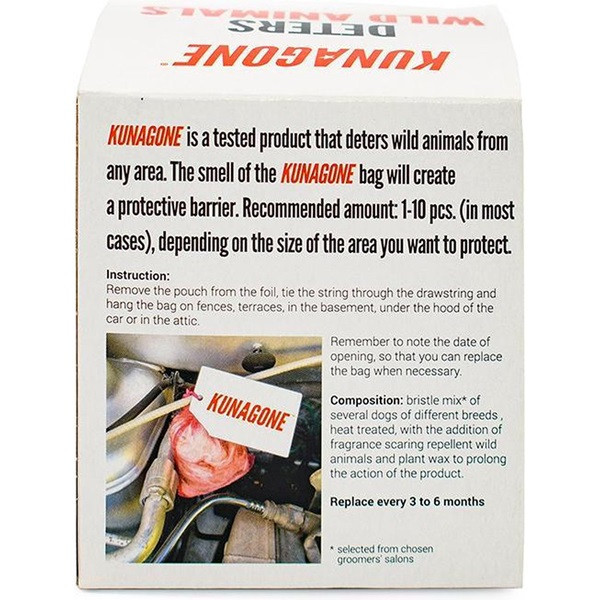 WILD ANIMALS
DETERS
KUNAGONE™
KUNAGONE is a tested product that deters wild animals from
any area. The smell of the KUNAGONE bag will create
a protective barrier. Recommended amount: 1-10 pcs. (in most
cases), depending on the size of the area you want to protect.
Instruction:
Remove the pouch from the foil, tie the string through the drawstring and
hang the bag on fences, terraces, in the basement, under the hood of the
car or in the attic.
Remember to note the date of
opening, so that you can replace
the bag when necessary.
KUNAGONE™
Composition: bristle mix* of
several dogs of different breeds ,
heat treated, with the addition of
fragrance scaring repellent wild
animals and plant wax to prolong
the action of the product.
Replace every 3 to 6 months
* selected from chosen
groomers' salons